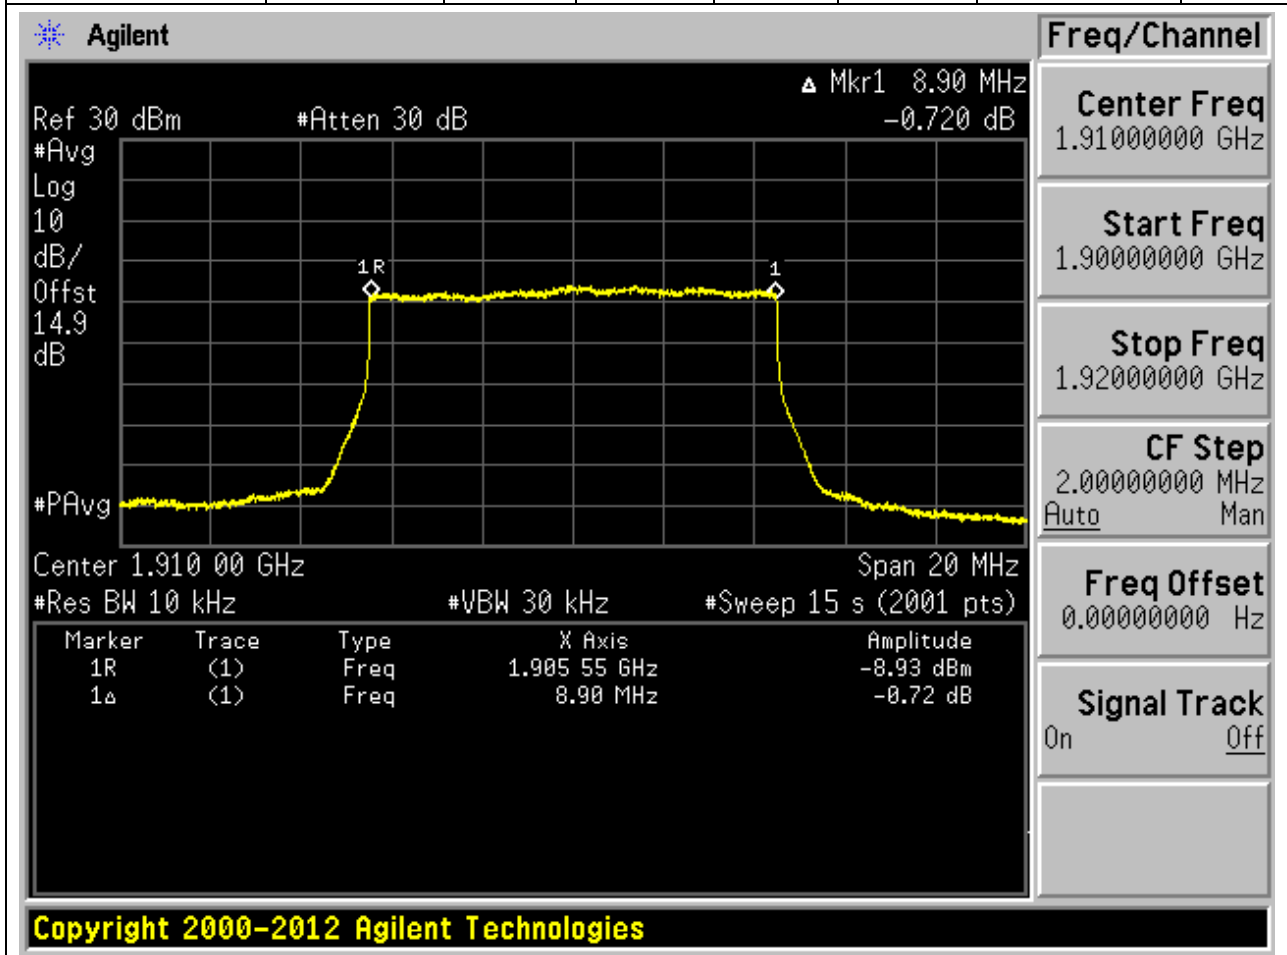 Agilent
Freq/Channel
▵ Mkr1 8.90 MHz
Ref 30 dBm #Atten 30 dB -0.720 dB
#Avg
Log
10
dB/
Offst
14.9
dB
1R
1
#PAvg
Center 1.910 00 GHz Span 20 MHz
#Res BW 10 kHz #VBW 30 kHz #Sweep 15 s (2001 pts)
Marker Trace Type X Axis Amplitude
1R (1) Freq 1.905 55 GHz -8.93 dBm
1▵ (1) Freq 8.90 MHz -0.72 dB
Center Freq
1.91000000 GHz
Start Freq
1.90000000 GHz
Stop Freq
1.92000000 GHz
CF Step
2.00000000 MHz
Auto Man
Freq Offset
0.00000000 Hz
Signal Track
On Off
Copyright 2000-2012 Agilent Technologies